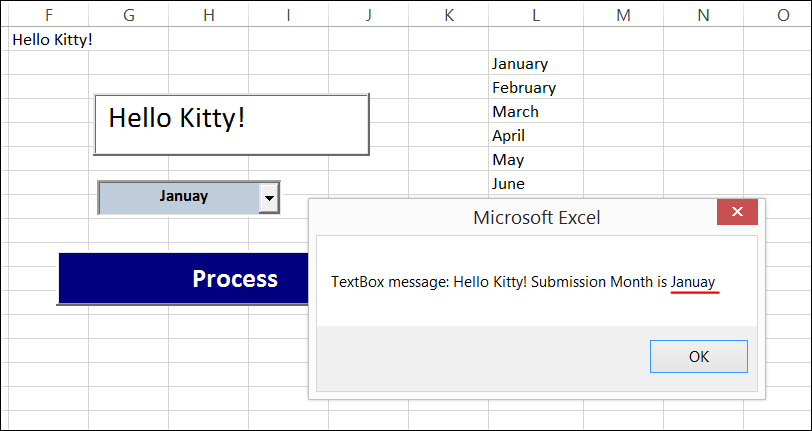 F G H I J K L M N O
Hello Kitty!
January
February
Hello Kitty!
March
April
May
Januay
June
Microsoft Excel
TextBox message: Hello Kitty! Submission Month is Januay
Process
OK